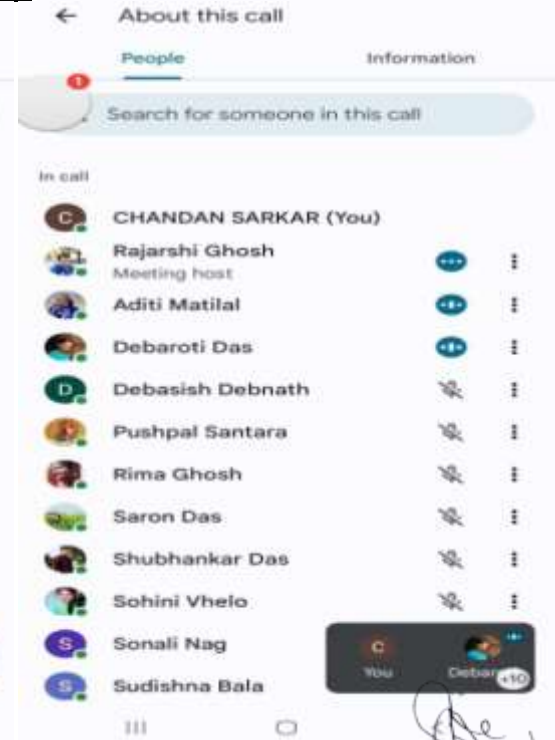 About this call
People
Information
1
Search for someone in this call
In call
C
CHANDAN SARKAR (You)
Rajarshi Ghosh
Meeting host
Aditi Matilal
Debaroti Das
D
Debasish Debnath
Pushpal Santara
Rima Ghosh
Saron Das
Shubhankar Das
Sohini Vhelo
S
Sonali Nag
S
Sudishna Bala
C
You
Debar
+10